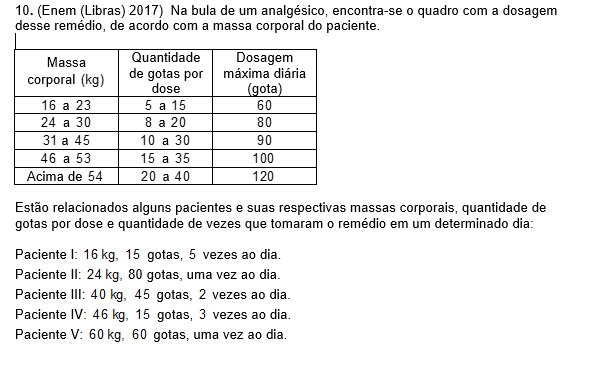 10. (Enem (Libras) 2017) Na bula de um analgésico, encontra-se o quadro com a dosagem
desse remédio, de acordo com a massa corporal do paciente.
Massa corporal (kg) Quantidade de gotas por dose Dosagem máxima diária (gota)
16 a 23 5 a 15 60
24 a 30 8 a 20 80
31 a 45 10 a 30 90
46 a 53 15 a 35 100
Acima de 54 20 a 40 120
Estão relacionados alguns pacientes e suas respectivas massas corporais, quantidade de
gotas por dose e quantidade de vezes que tomaram o remédio em um determinado dia:
Paciente I: 16 kg, 15 gotas, 5 vezes ao dia.
Paciente II: 24 kg, 80 gotas, uma vez ao dia.
Paciente III: 40 kg, 45 gotas, 2 vezes ao dia.
Paciente IV: 46 kg, 15 gotas, 3 vezes ao dia.
Paciente V: 60 kg, 60 gotas, uma vez ao dia.